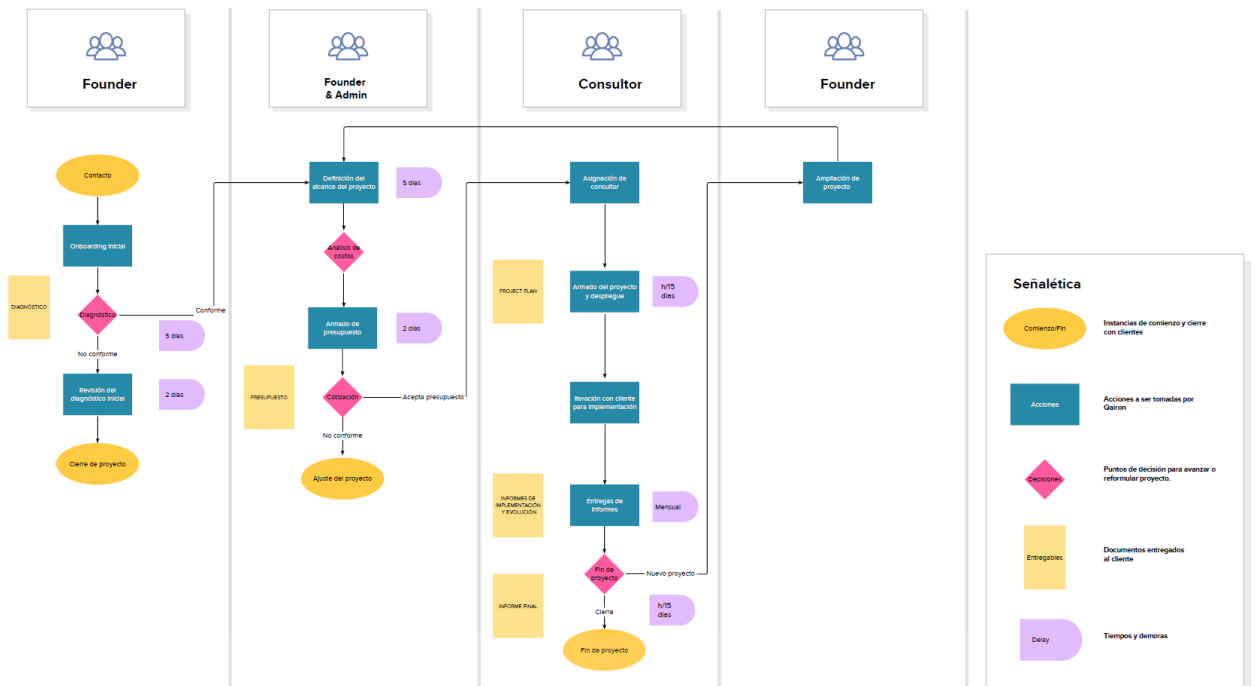 Founder
Founder
& Admin
Consultor
Founder
Contacto
Onboarding inicial
DIAGNÓSTICO
Diagnóstico
Conforme
5 días
No conforme
Revisión del
diagnóstico inicial
2 días
Cierre de proyecto
Definición del
alcance del proyecto
5 días
Análisis de
costos
Armado de
presupuesto
2 días
PRESUPUESTO
Cotización
Acepta presupuesto
No conforme
Ajuste del proyecto
Asignación de
consultor
PROJECT PLAN
Armado del proyecto
y despliegue
h/15
días
Iteración con cliente
para implementación
INFORMES DE
IMPLEMENTACIÓN
Y EVOLUCIÓN
Entregas de
informes
Mensual
Fin de
proyecto
Nuevo proyecto
INFORME FINAL
Cierre
h/15
días
Fin de proyecto
Ampliación de
proyecto
Señalética
Comienzo/Fin
Instancias de comienzo y cierre
con clientes
Acciones
Acciones a ser tomadas por
Qairon
Decisiones
Puntos de decisión para avanzar o
reformular proyecto.
Entregables
Documentos entregados
al cliente
Delay
Tiempos y demoras